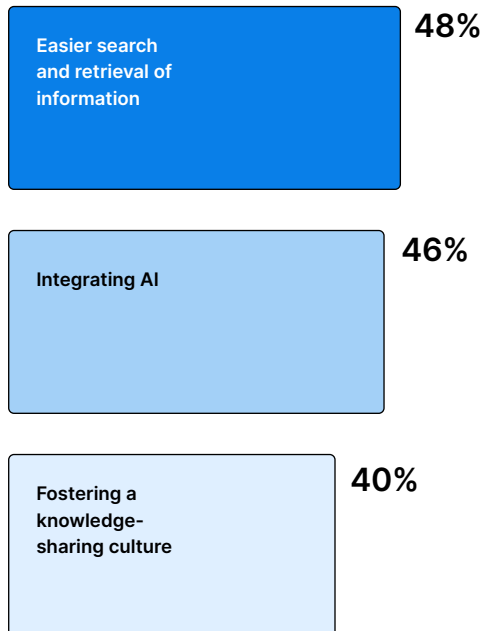 48%
Easier search
and retrieval of
information
46%
Integrating AI
40%
Fostering a
knowledge-
sharing culture